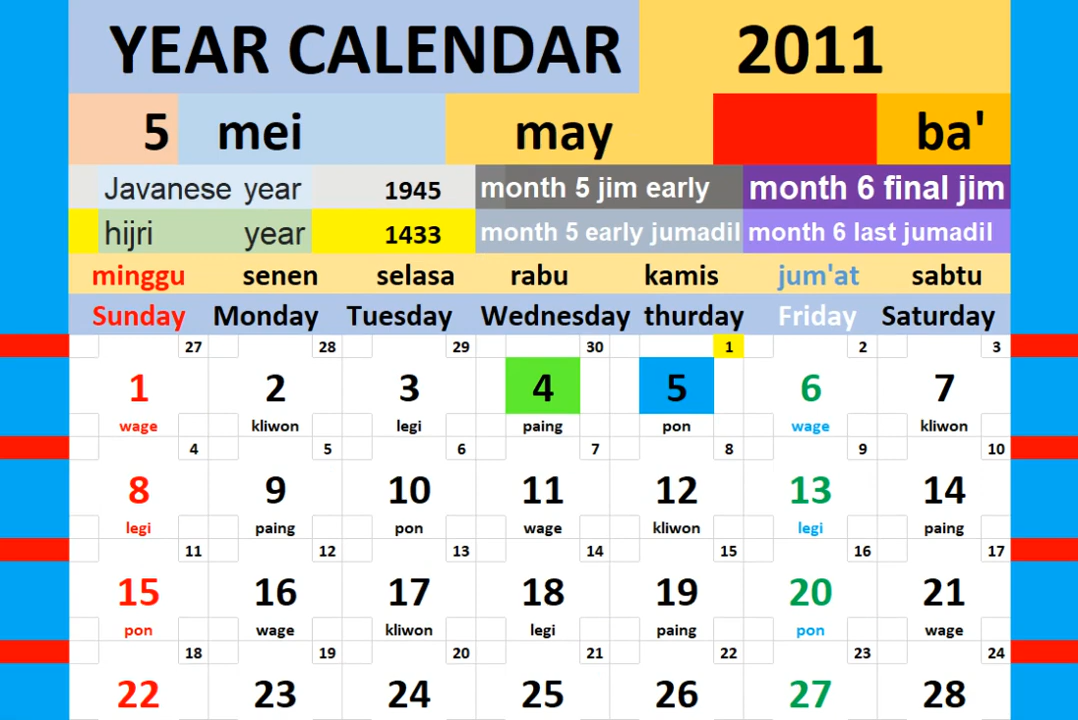 YEAR CALENDAR 2011
5 mei may ba'
Javanese year 1945 month 5 jim early month 6 final jim
hijri year 1433 month 5 early jumadil month 6 last jumadil
minggu senen selasa rabu kamis jum'at sabtu
Sunday Monday Tuesday Wednesday thurday Friday Saturday
27 28 29 30 1 2 3
1 2 3 4 5 6 7
wage kliwon legi paing pon wage kliwon
4 5 6 7 8 9 10
8 9 10 11 12 13 14
legi paing pon wage kliwon legi paing
11 12 13 14 15 16 17
15 16 17 18 19 20 21
pon wage kliwon legi paing pon wage
18 19 20 21 22 23 24
22 23 24 25 26 27 28